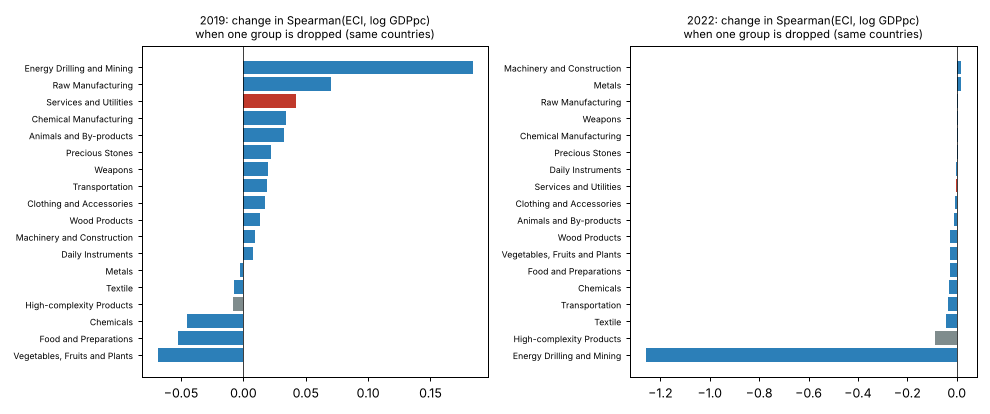 2019: change in Spearman(ECI, log GDPpc)
when one group is dropped (same countries)
Energy Drilling and Mining
Raw Manufacturing
Services and Utilities
Chemical Manufacturing
Animals and By-products
Precious Stones
Weapons
Transportation
Clothing and Accessories
Wood Products
Machinery and Construction
Daily Instruments
Metals
Textile
High-complexity Products
Chemicals
Food and Preparations
Vegetables, Fruits and Plants
−0.05 0.00 0.05 0.10 0.15
2022: change in Spearman(ECI, log GDPpc)
when one group is dropped (same countries)
Machinery and Construction
Metals
Raw Manufacturing
Weapons
Chemical Manufacturing
Precious Stones
Daily Instruments
Services and Utilities
Clothing and Accessories
Animals and By-products
Wood Products
Vegetables, Fruits and Plants
Food and Preparations
Chemicals
Transportation
Textile
High-complexity Products
Energy Drilling and Mining
−1.2 −1.0 −0.8 −0.6 −0.4 −0.2 0.0